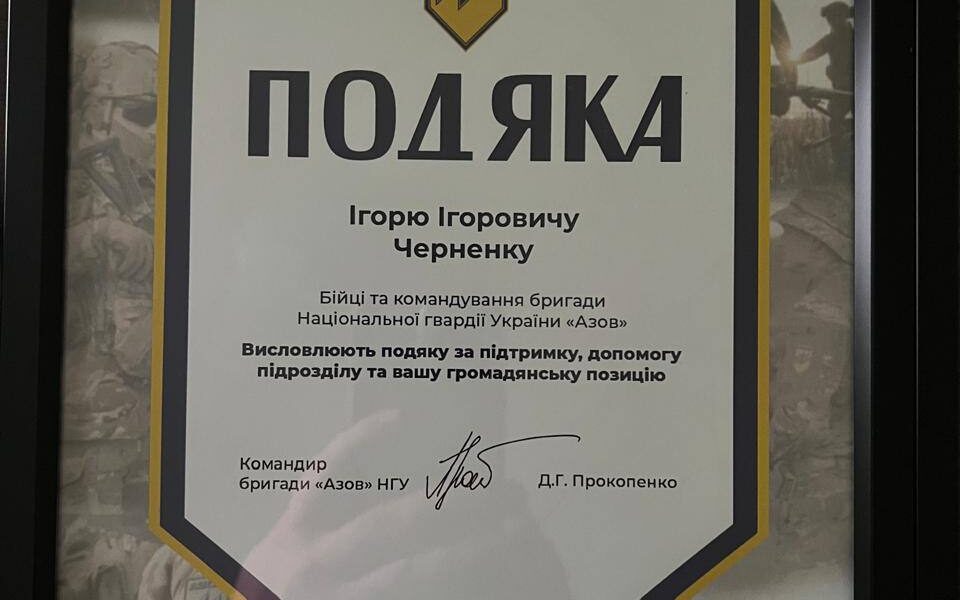 ПОДЯКА
Ігорю Ігоровичу
Черненку
Бійці та командування бригади
Національної гвардії України «Азов»
Висловлюють подяку за підтримку, допомогу
підрозділу та вашу громадянську позицію
Командир
бригади «Азов» НГУ
Д.Г. Прокопенко